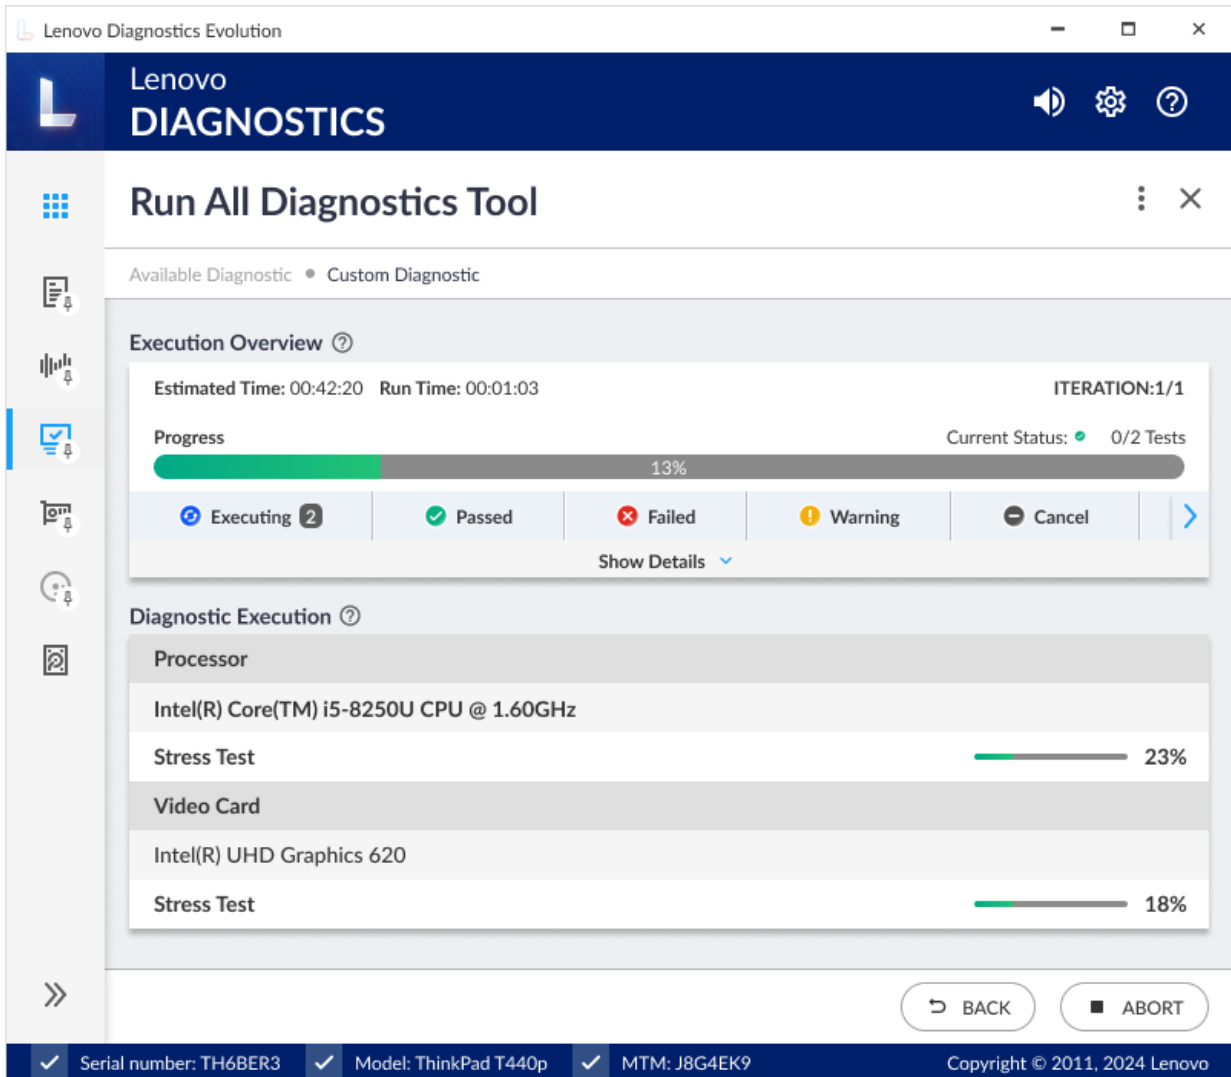 Lenovo Diagnostics Evolution
Lenovo
DIAGNOSTICS
Run All Diagnostics Tool
Available Diagnostic • Custom Diagnostic
Execution Overview
Estimated Time: 00:42:20 Run Time: 00:01:03 ITERATION:1/1
Progress Current Status: 0/2 Tests
13%
Executing 2 Passed Failed Warning Cancel
Show Details
Diagnostic Execution
Processor
Intel(R) Core(TM) i5-8250U CPU @ 1.60GHz
Stress Test 23%
Video Card
Intel(R) UHD Graphics 620
Stress Test 18%
BACK ABORT
Serial number: TH6BER3 Model: ThinkPad T440p MTM: J8G4EK9 Copyright © 2011, 2024 Lenovo